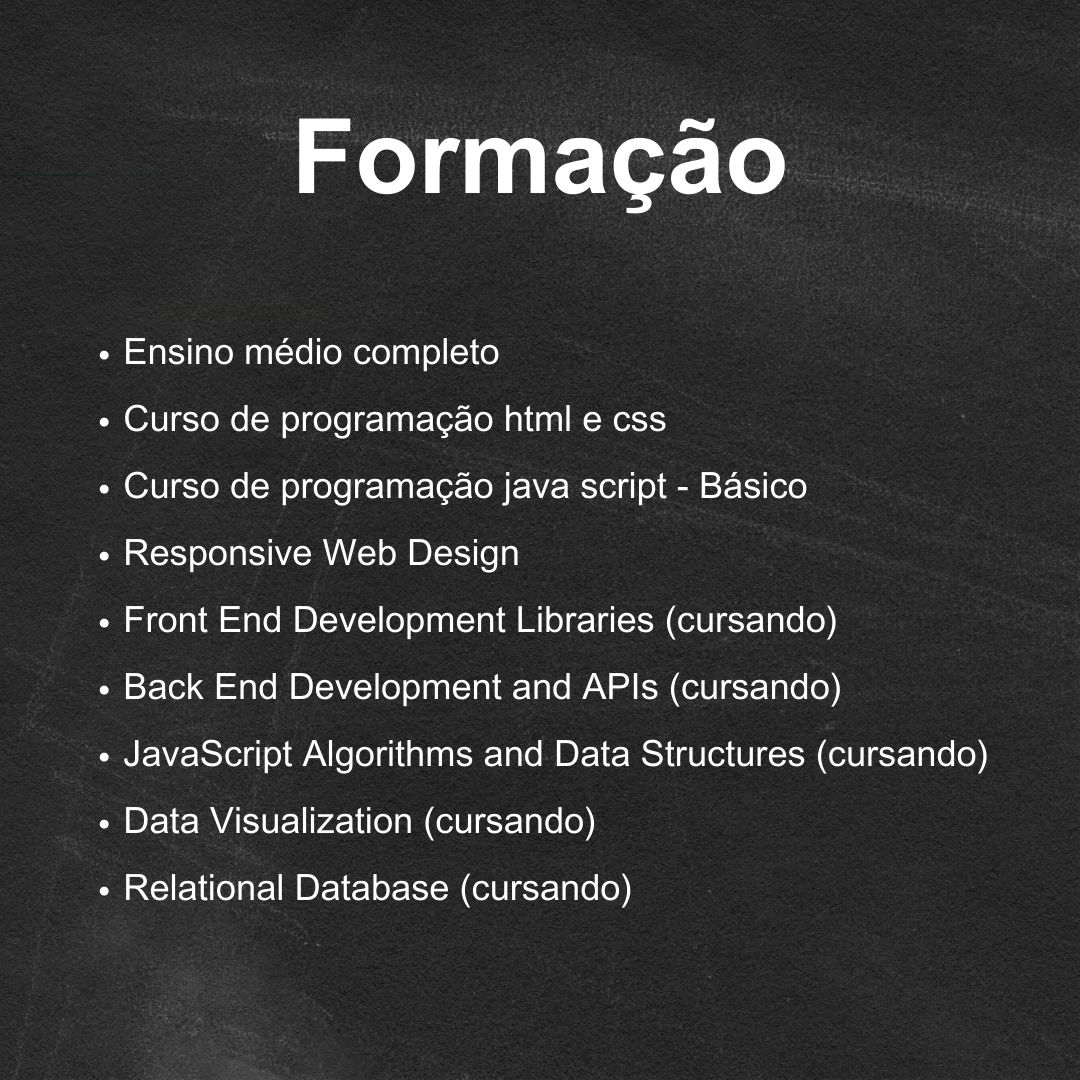 Formação
• Ensino médio completo
• Curso de programação html e css
• Curso de programação java script - Básico
• Responsive Web Design
• Front End Development Libraries (cursando)
• Back End Development and APIs (cursando)
• JavaScript Algorithms and Data Structures (cursando)
• Data Visualization (cursando)
• Relational Database (cursando)